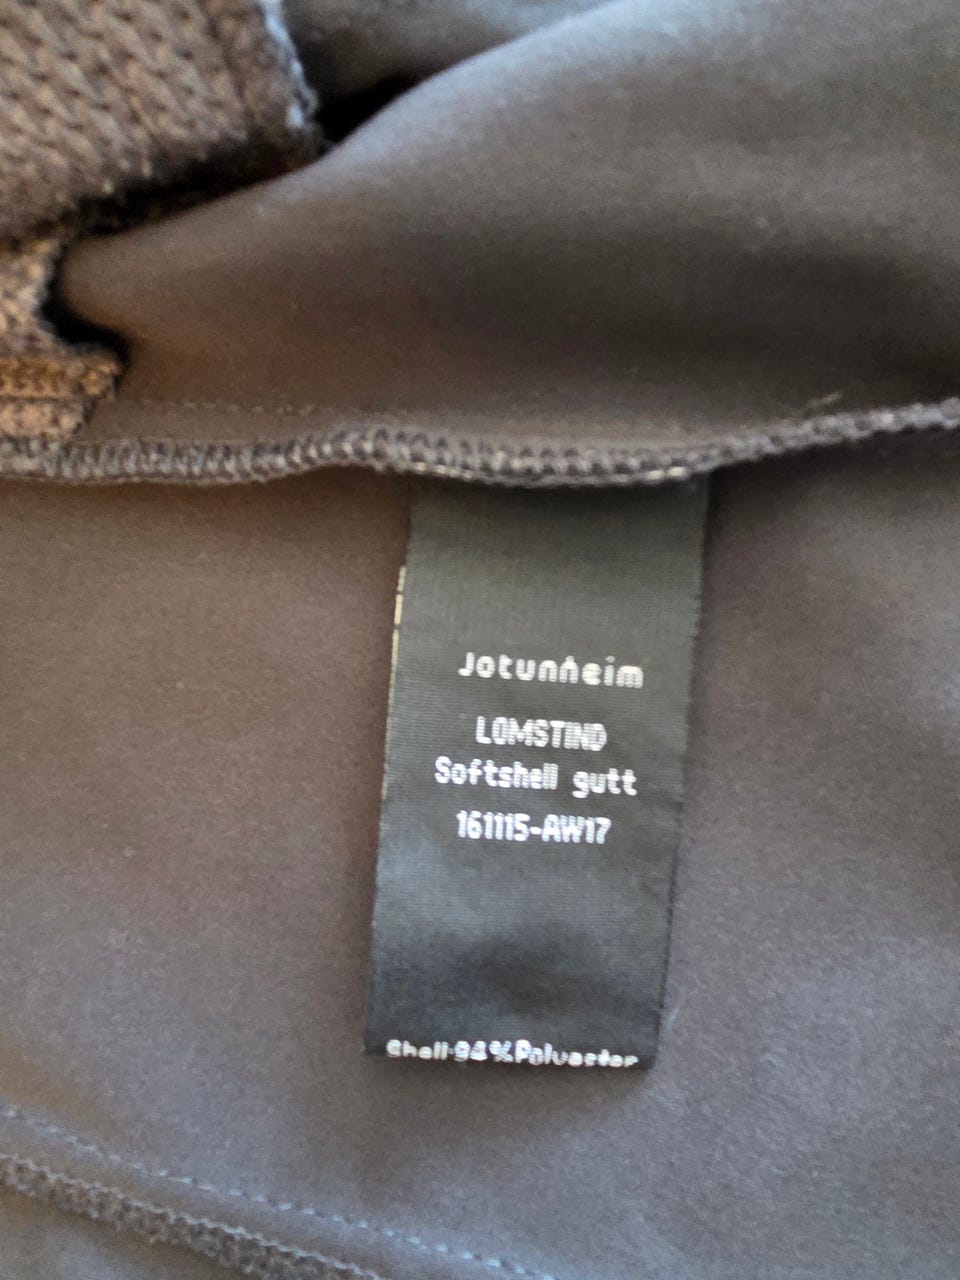 Jotunheim
LOMSTIND
Softshell gutt
161115-AW17
Shell:94%Polyester